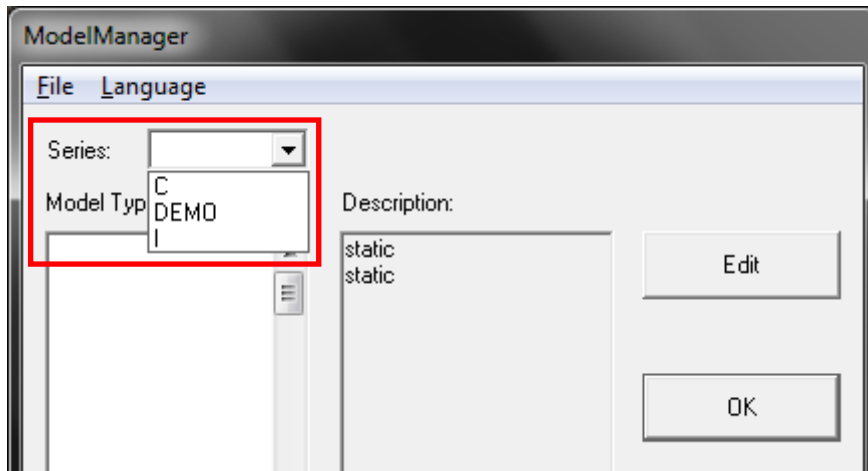 ModelManager
File Language
Series:
C
DEMO
I
Model Typ
Description:
static
static
Edit
OK